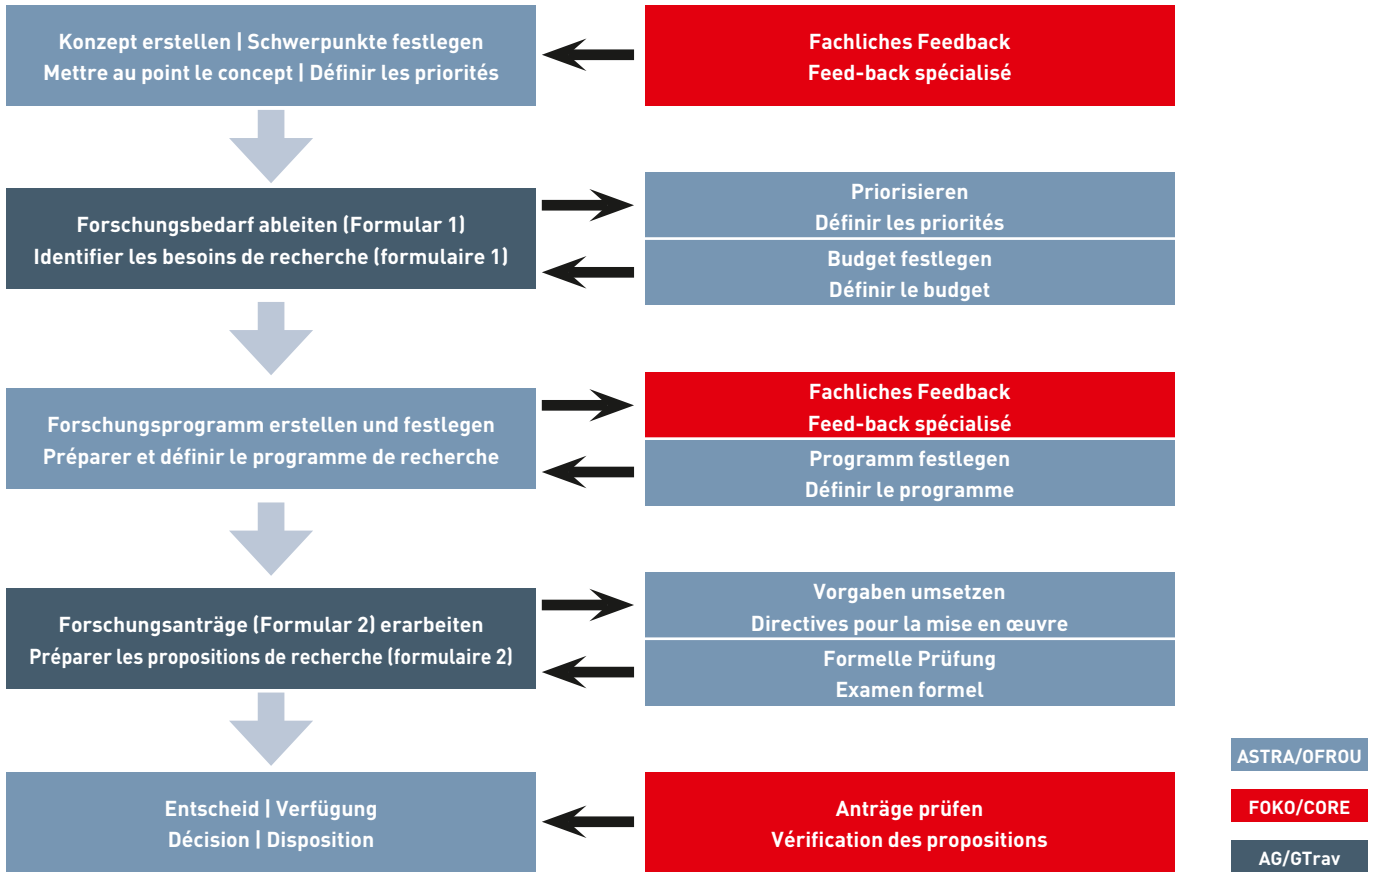 Konzept erstellen | Schwerpunkte festlegen
Mettre au point le concept | Définir les priorités
Fachliches Feedback
Feed-back spécialisé
Forschungsbedarf ableiten (Formular 1)
Identifier les besoins de recherche (formulaire 1)
Priorisieren
Définir les priorités
Budget festlegen
Définir le budget
Forschungsprogramm erstellen und festlegen
Préparer et définir le programme de recherche
Fachliches Feedback
Feed-back spécialisé
Programm festlegen
Définir le programme
Forschungsanträge (Formular 2) erarbeiten
Préparer les propositions de recherche (formulaire 2)
Vorgaben umsetzen
Directives pour la mise en œuvre
Formelle Prüfung
Examen formel
Entscheid | Verfügung
Décision | Disposition
Anträge prüfen
Vérification des propositions
ASTRA/OFROU
FOKO/CORE
AG/GTrav